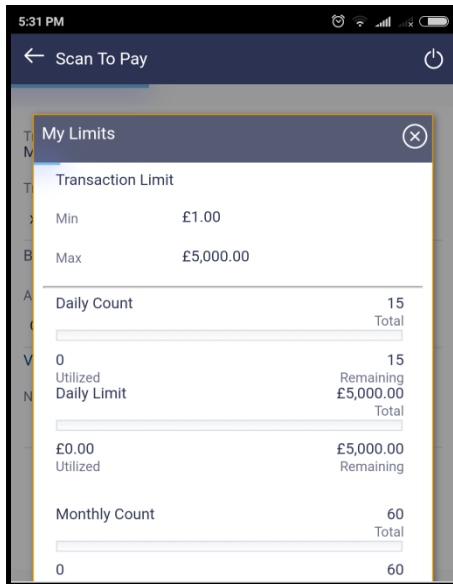 5:31 PM
Scan To Pay
My Limits
Transaction Limit
Min £1.00
Max £5,000.00
Daily Count 15
Total
0 15
Utilized Remaining
Daily Limit £5,000.00
Total
£0.00 £5,000.00
Utilized Remaining
Monthly Count 60
Total
0 60